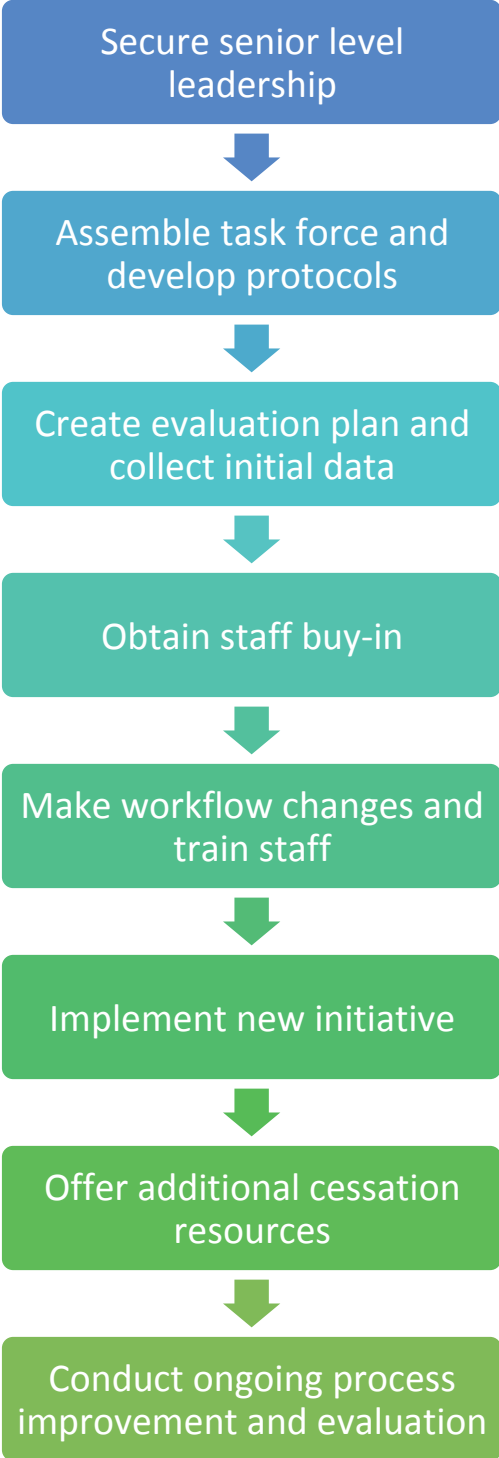 Secure senior level
leadership
Assemble task force and
develop protocols
Create evaluation plan and
collect initial data
Obtain staff buy-in
Make workflow changes and
train staff
Implement new initiative
Offer additional cessation
resources
Conduct ongoing process
improvement and evaluation